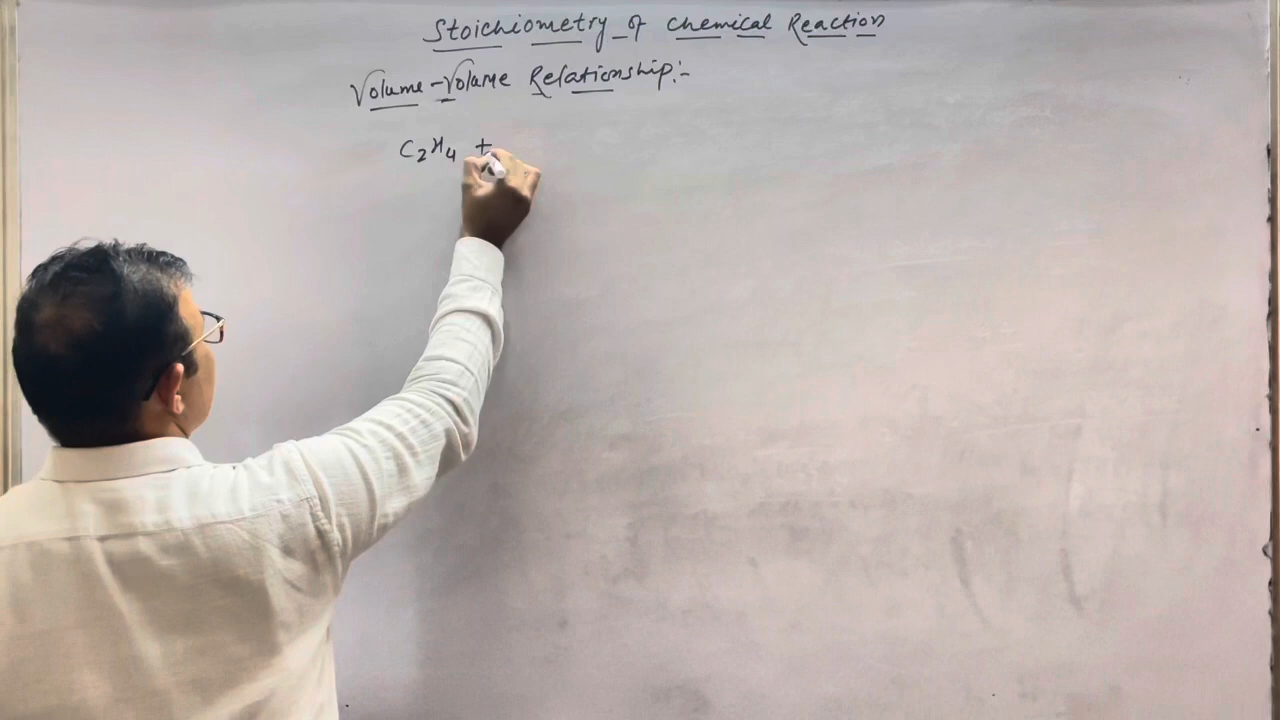 Stoichiometry of Chemical Reaction
Volume-Volume Relationship:-
C₂H₄ +